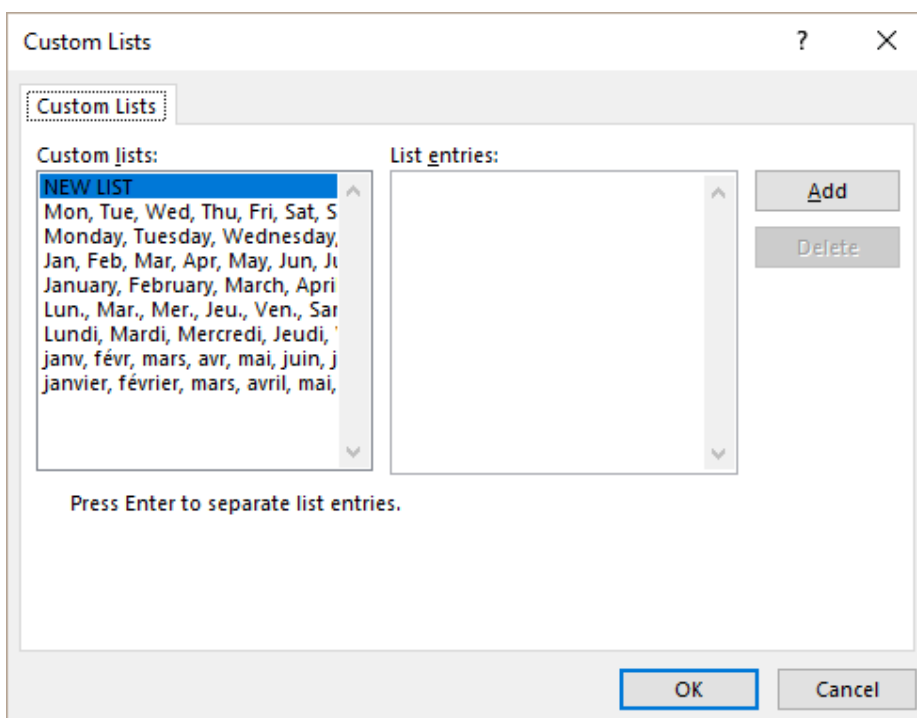 Custom Lists ? ×
Custom Lists
Custom lists:
NEW LIST
Mon, Tue, Wed, Thu, Fri, Sat, S
Monday, Tuesday, Wednesday,
Jan, Feb, Mar, Apr, May, Jun, Ju
January, February, March, April
Lun., Mar., Mer., Jeu., Ven., Sam
Lundi, Mardi, Mercredi, Jeudi,
janv, févr, mars, avr, mai, juin, j
janvier, février, mars, avril, mai,
List entries:
Add
Delete
Press Enter to separate list entries.
OK
Cancel